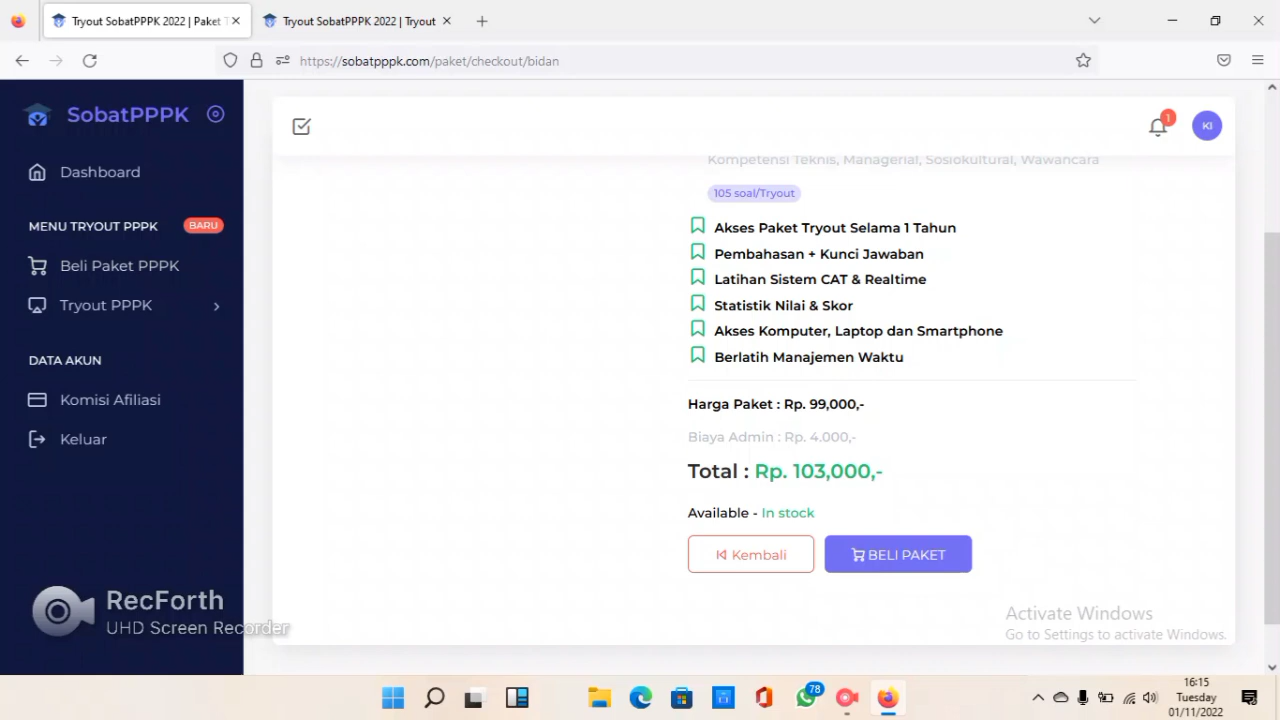 Tryout SobatPPPK 2022 | Paket T
Tryout SobatPPPK 2022 | Tryout
https://sobatpppk.com/paket/checkout/bidan
SobatPPPK
Dashboard
MENU TRYOUT PPPK BARU
Beli Paket PPPK
Tryout PPPK
DATA AKUN
Komisi Afiliasi
Keluar
RecForth
UHD Screen Recorder
1
KI
Kompetensi Teknis, Managerial, Sosiokultural, Wawancara
105 soal/Tryout
Akses Paket Tryout Selama 1 Tahun
Pembahasan + Kunci Jawaban
Latihan Sistem CAT & Realtime
Statistik Nilai & Skor
Akses Komputer, Laptop dan Smartphone
Berlatih Manajemen Waktu
Harga Paket : Rp. 99,000,-
Biaya Admin : Rp. 4.000,-
Total : Rp. 103,000,-
Available - In stock
Kembali
BELI PAKET
Activate Windows
Go to Settings to activate Windows.
78
16:15
Tuesday
01/11/2022